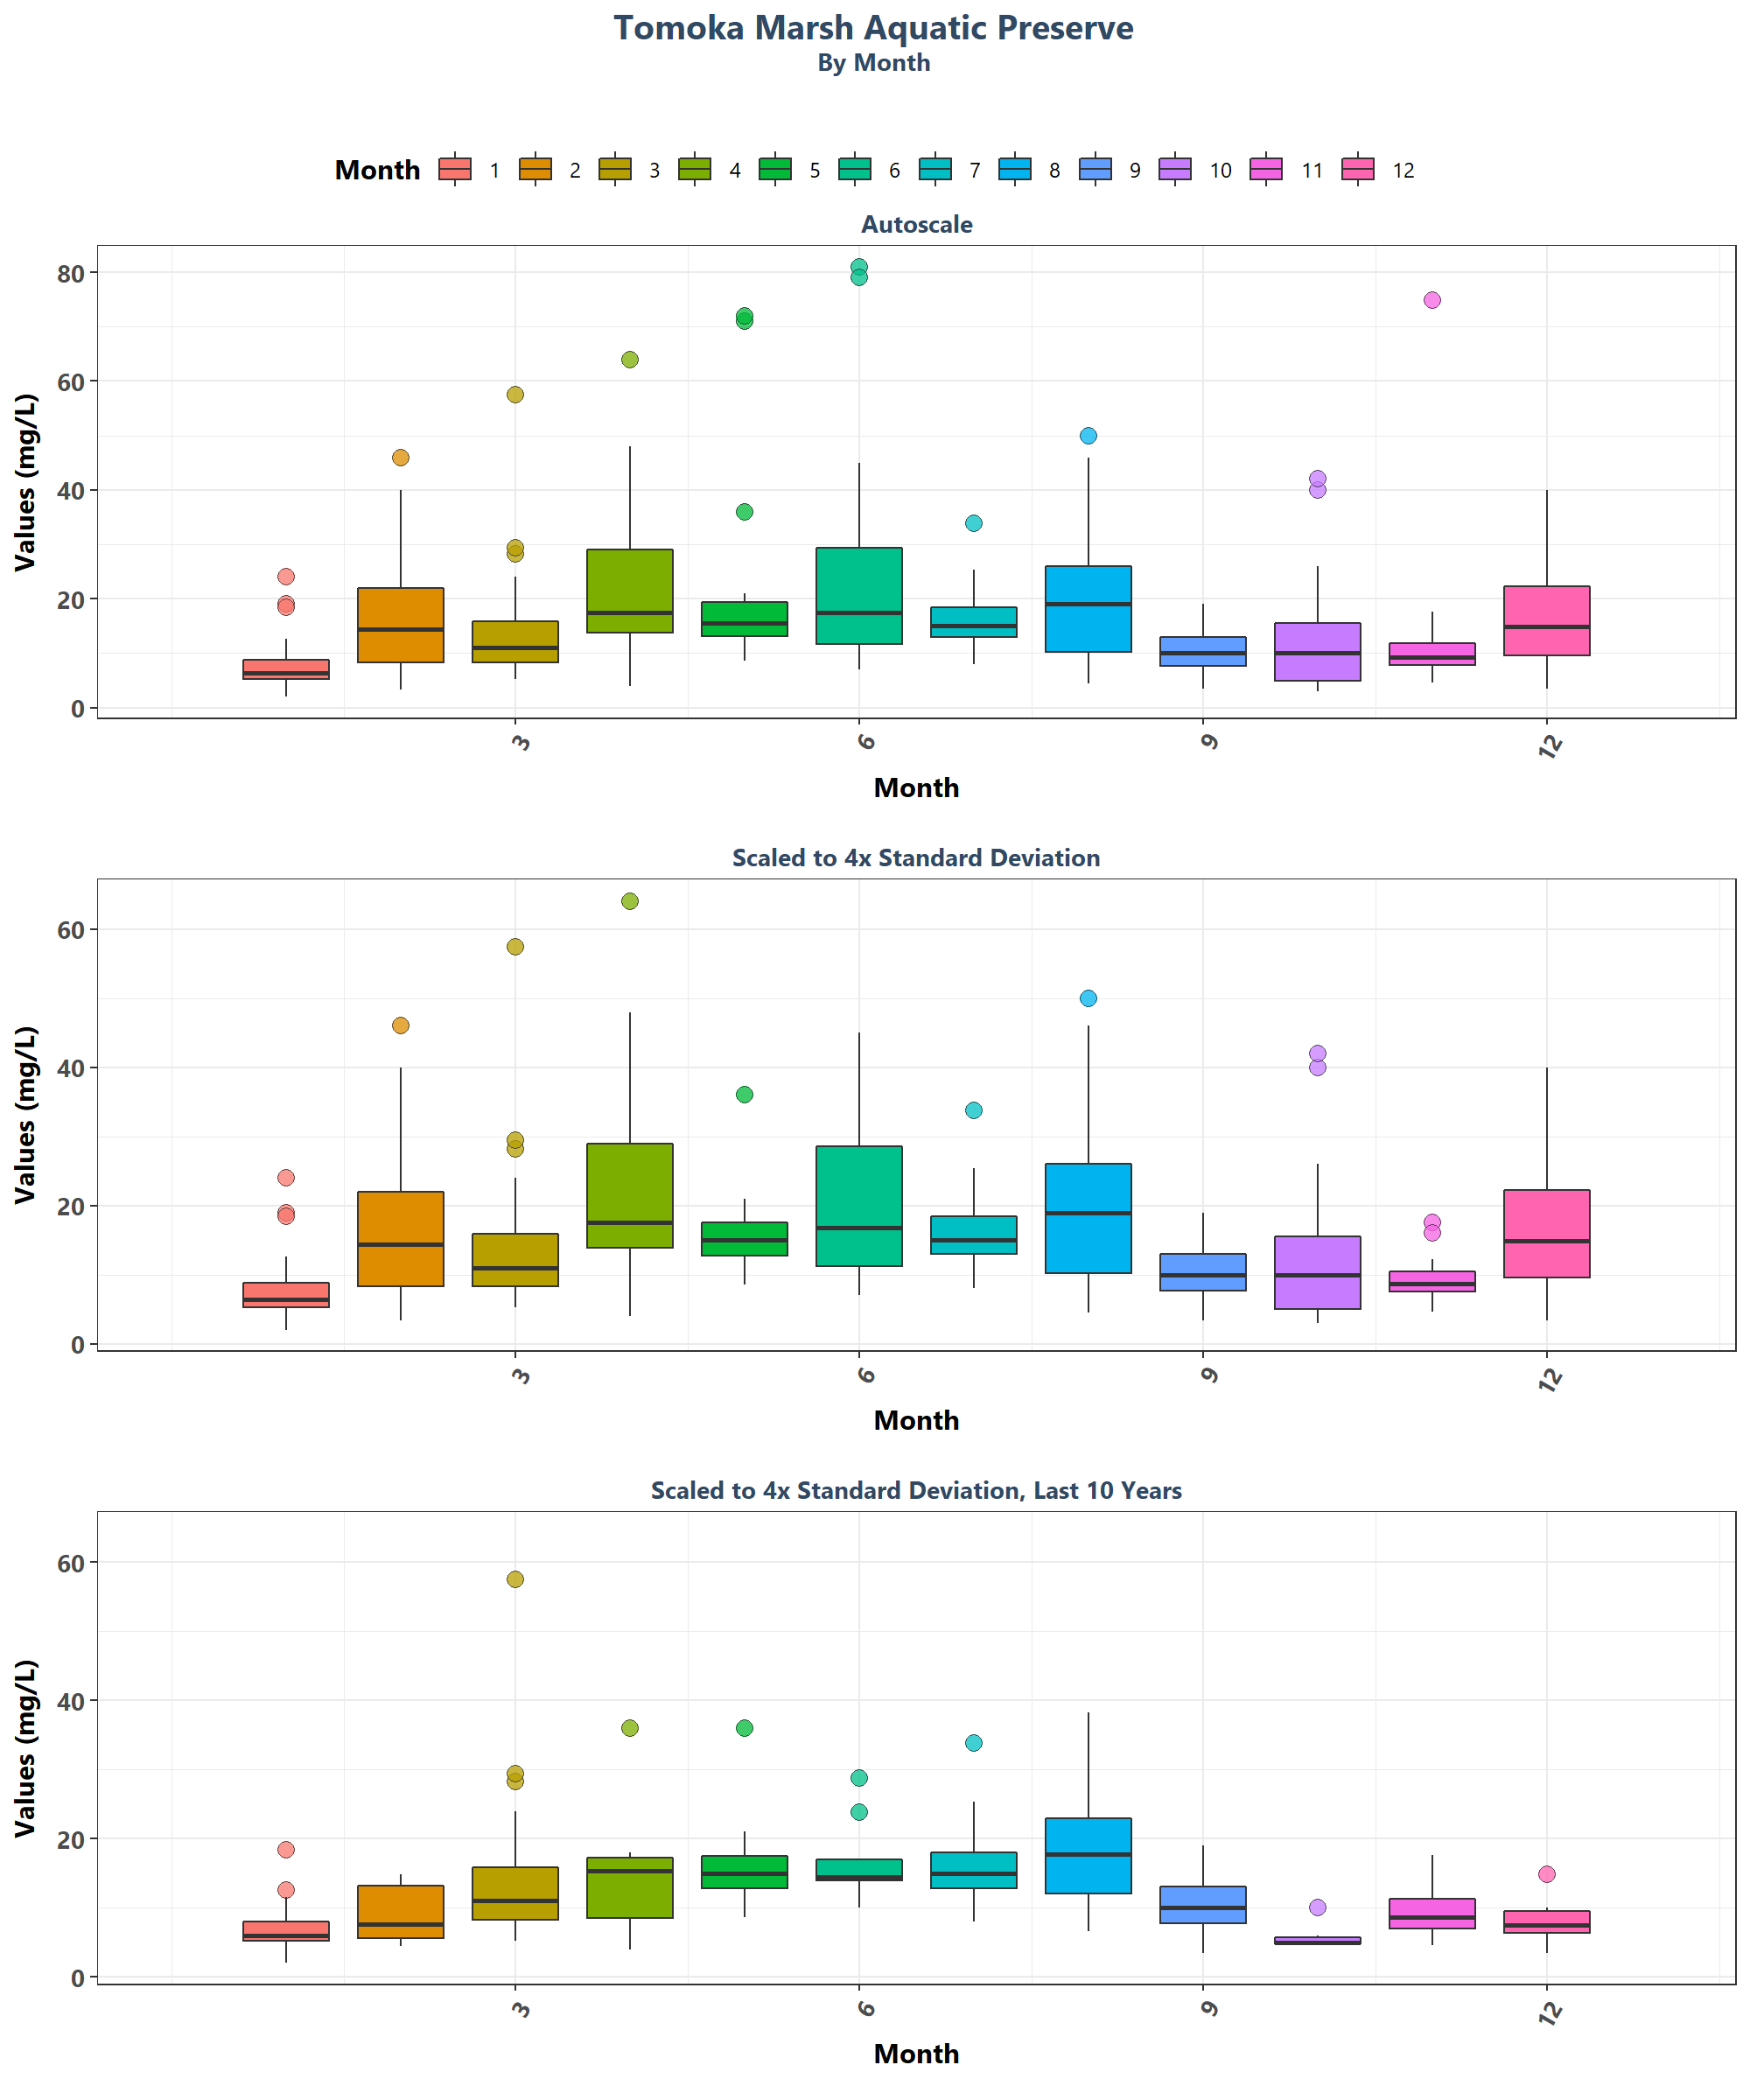 Tomoka Marsh Aquatic Preserve
By Month
Month 1 2 3 4 5 6 7 8 9 10 11 12
Autoscale
Values (mg/L)
80
60
40
20
0
3 6 9 12
Month
Scaled to 4x Standard Deviation
Values (mg/L)
60
40
20
0
3 6 9 12
Month
Scaled to 4x Standard Deviation, Last 10 Years
Values (mg/L)
60
40
20
0
3 6 9 12
Month